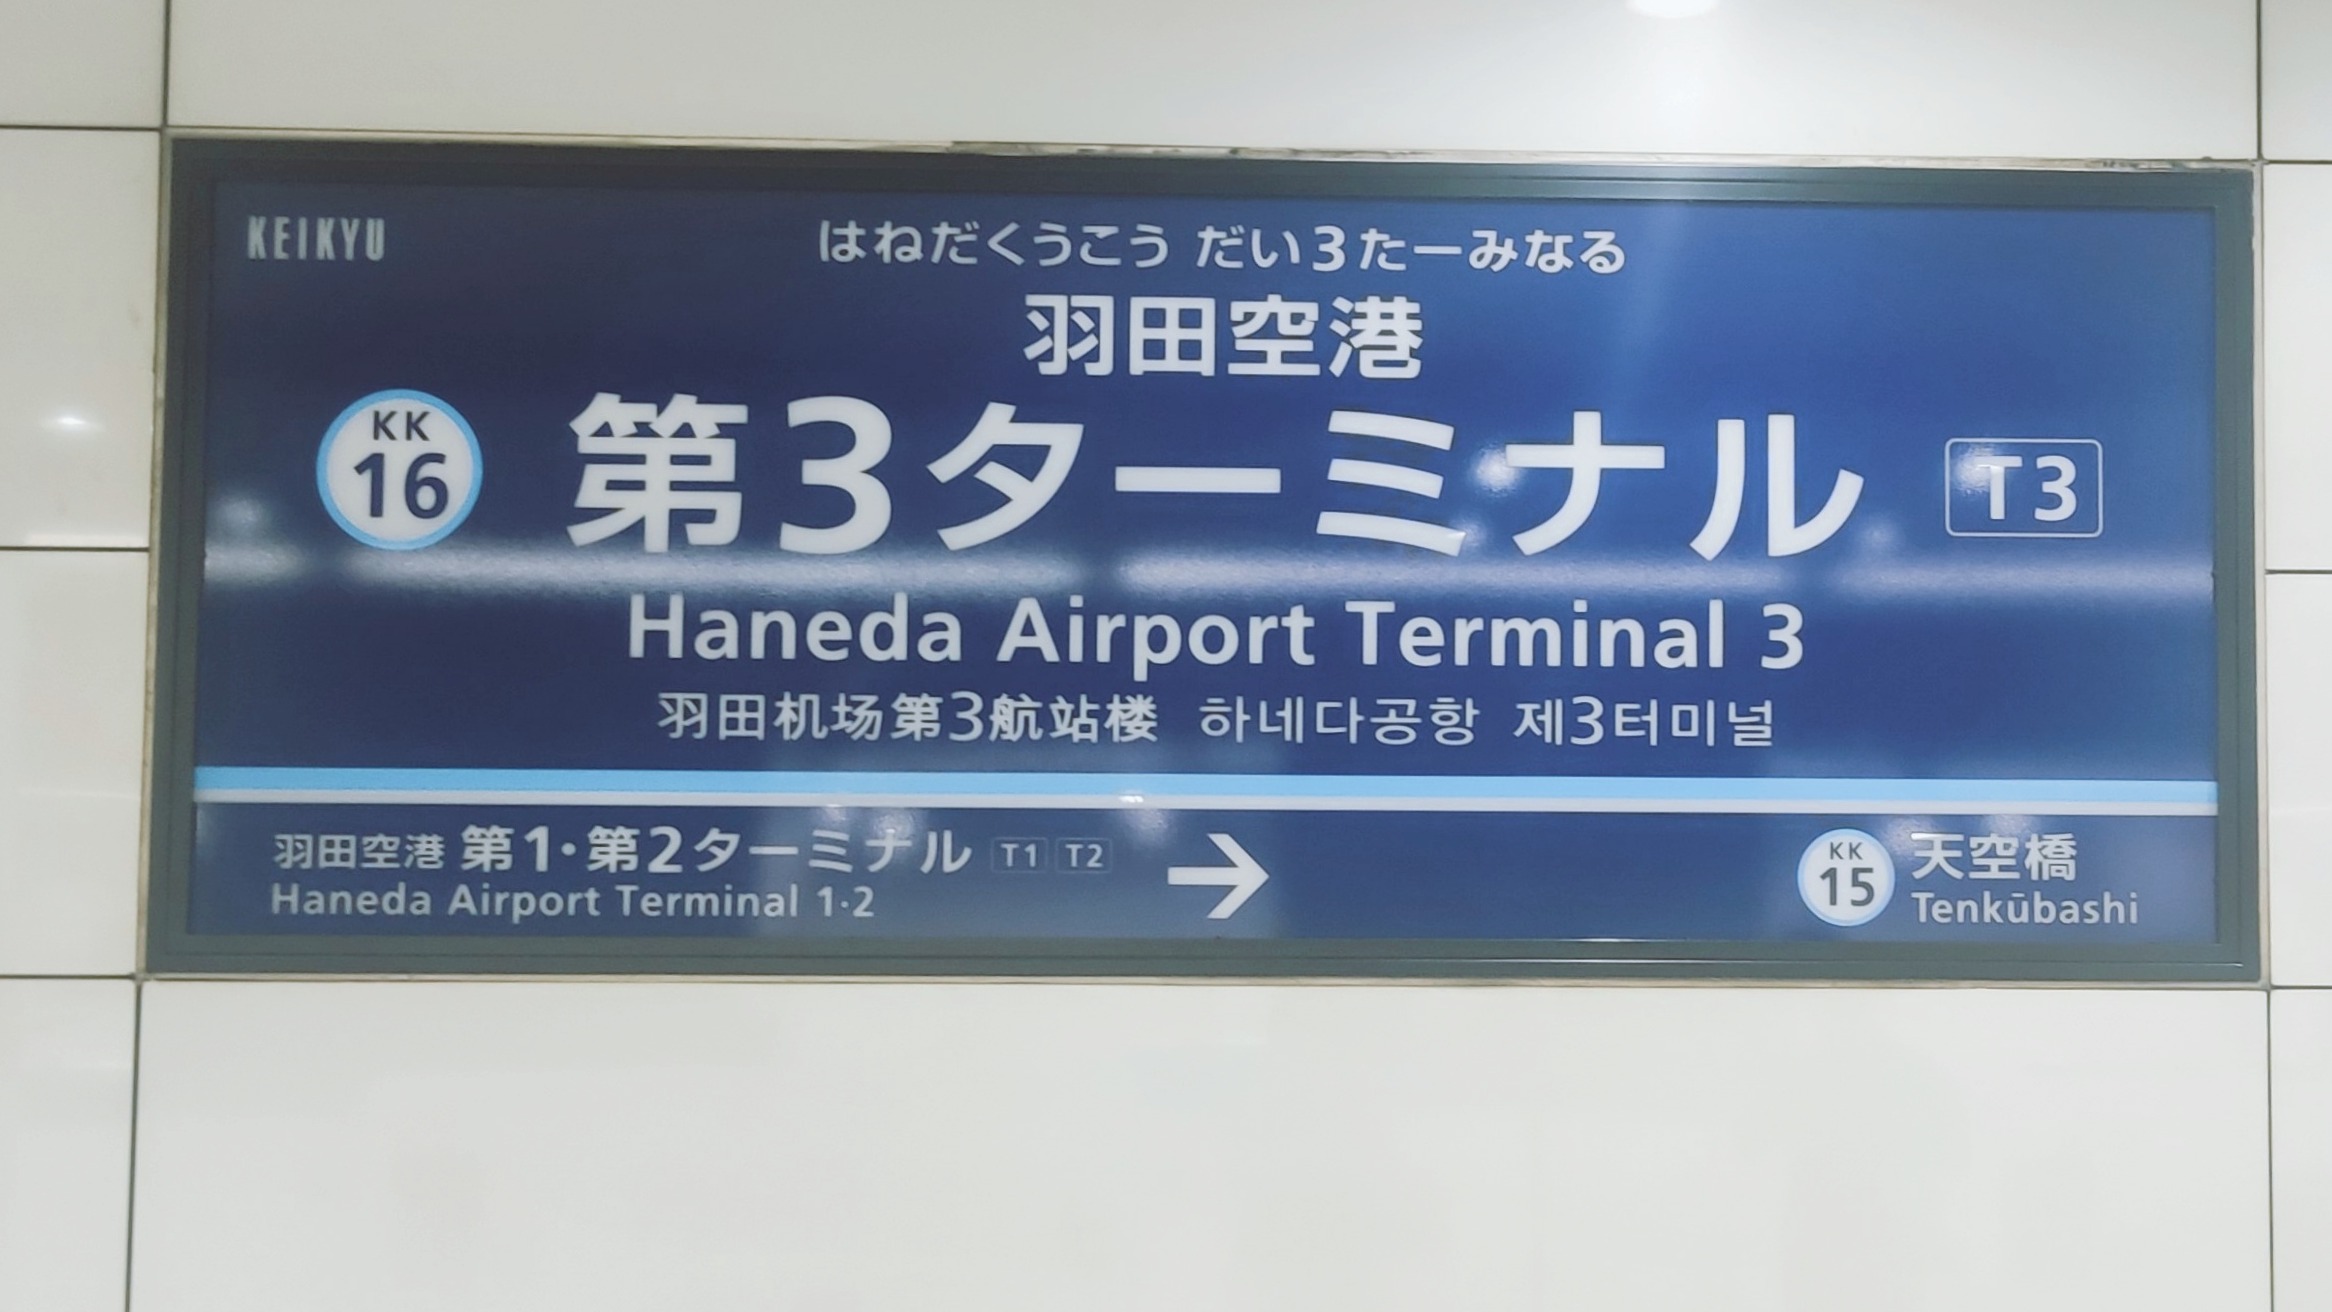 KEIKYU
はねだくうこう だい3たーみなる
羽田空港
KK
16
第3ターミナル
T3
Haneda Airport Terminal 3
羽田机场第3航站楼 하네다공항 제3터미널
羽田空港 第1・第2ターミナル T1 T2
Haneda Airport Terminal 1·2
→
KK
15
天空橋
Tenkūbashi